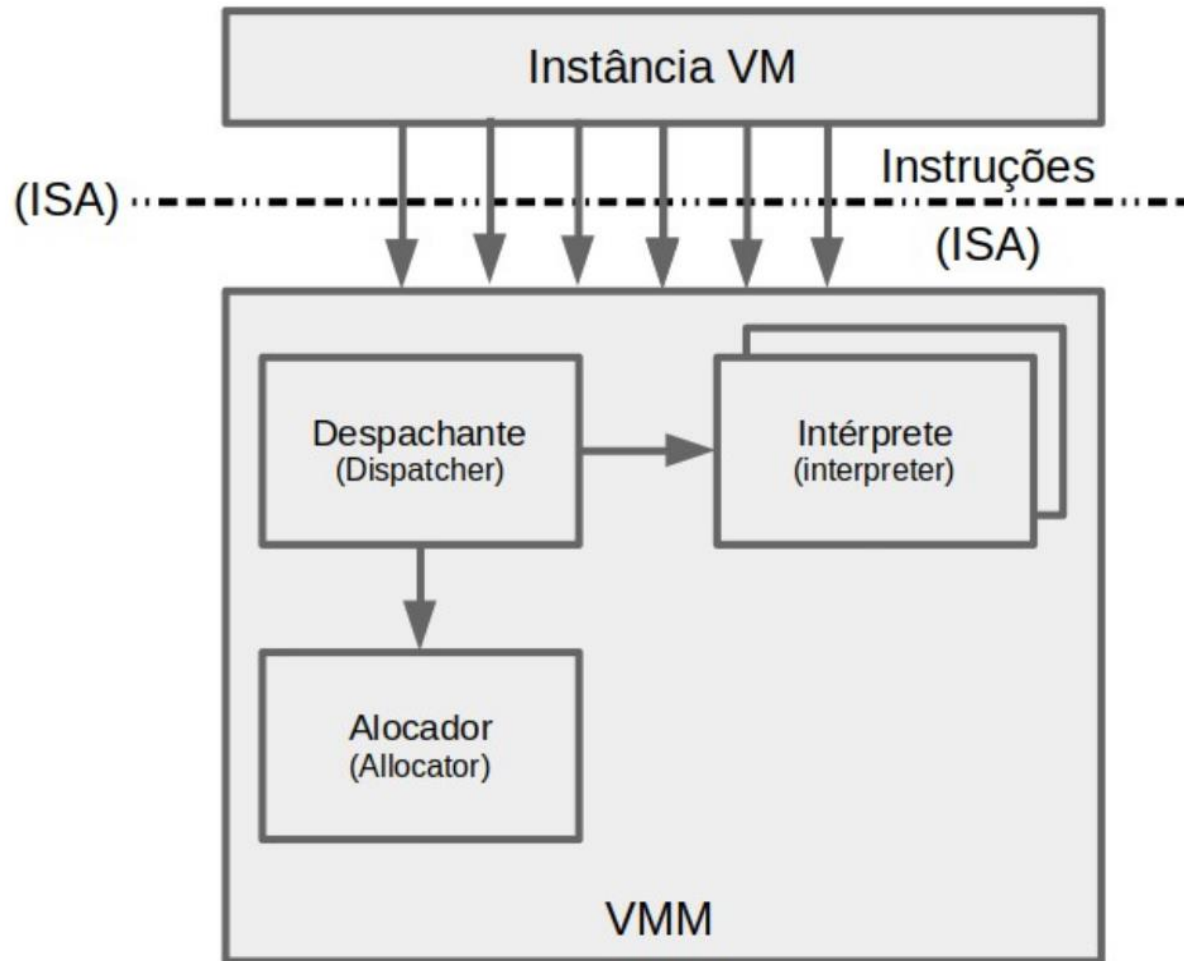 Instância VM
Instruções
(ISA)
(ISA)
Despachante
(Dispatcher)
Intérprete
(interpreter)
Alocador
(Allocator)
VMM